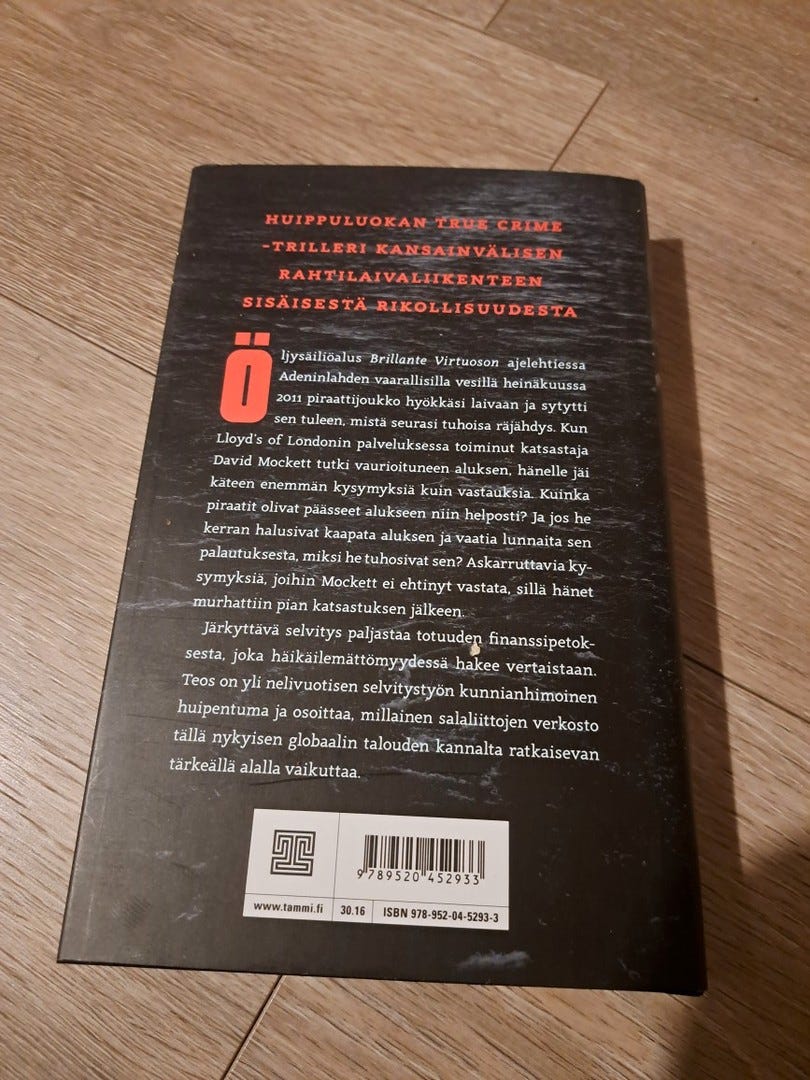 HUIPPULUOKAN TRUE CRIME
-TRILLERI KANSAINVÄLISEN
RAHTILAIVALIIKENTEEN
SISÄISESTÄ RIKOLLISUUDESTA
Öljysäiliöalus Brillante Virtuoson ajelehtiessa
Adeninlahden vaarallisilla vesillä heinäkuussa
2011 piraattijoukko hyökkäsi laivaan ja sytytti
sen tuleen, mistä seurasi tuhoisa räjähdys. Kun
Lloyd's of Londonin palveluksessa toiminut katsastaja
David Mockett tutki vaurioituneen aluksen, hänelle jäi
käteen enemmän kysymyksiä kuin vastauksia. Kuinka
piraatit olivat päässeet alukseen niin helposti? Ja jos he
kerran halusivat kaapata aluksen ja vaatia lunnaita sen
palautuksesta, miksi he tuhosivat sen? Askarruttavia ky-
symyksiä, joihin Mockett ei ehtinyt vastata, sillä hänet
murhattiin pian katsastuksen jälkeen.
Järkyttävä selvitys paljastaa totuuden finanssipetok-
sesta, joka häikäilemättömyydessä hakee vertaistaan.
Teos on yli nelivuotisen selvitystyön kunnianhimoinen
huipentuma ja osoittaa, millainen salaliittojen verkosto
tällä nykyisen globaalin talouden kannalta ratkaisevan
tärkeällä alalla vaikuttaa.
9789520452933
www.tammi.fi 30.16 ISBN 978-952-04-5293-3